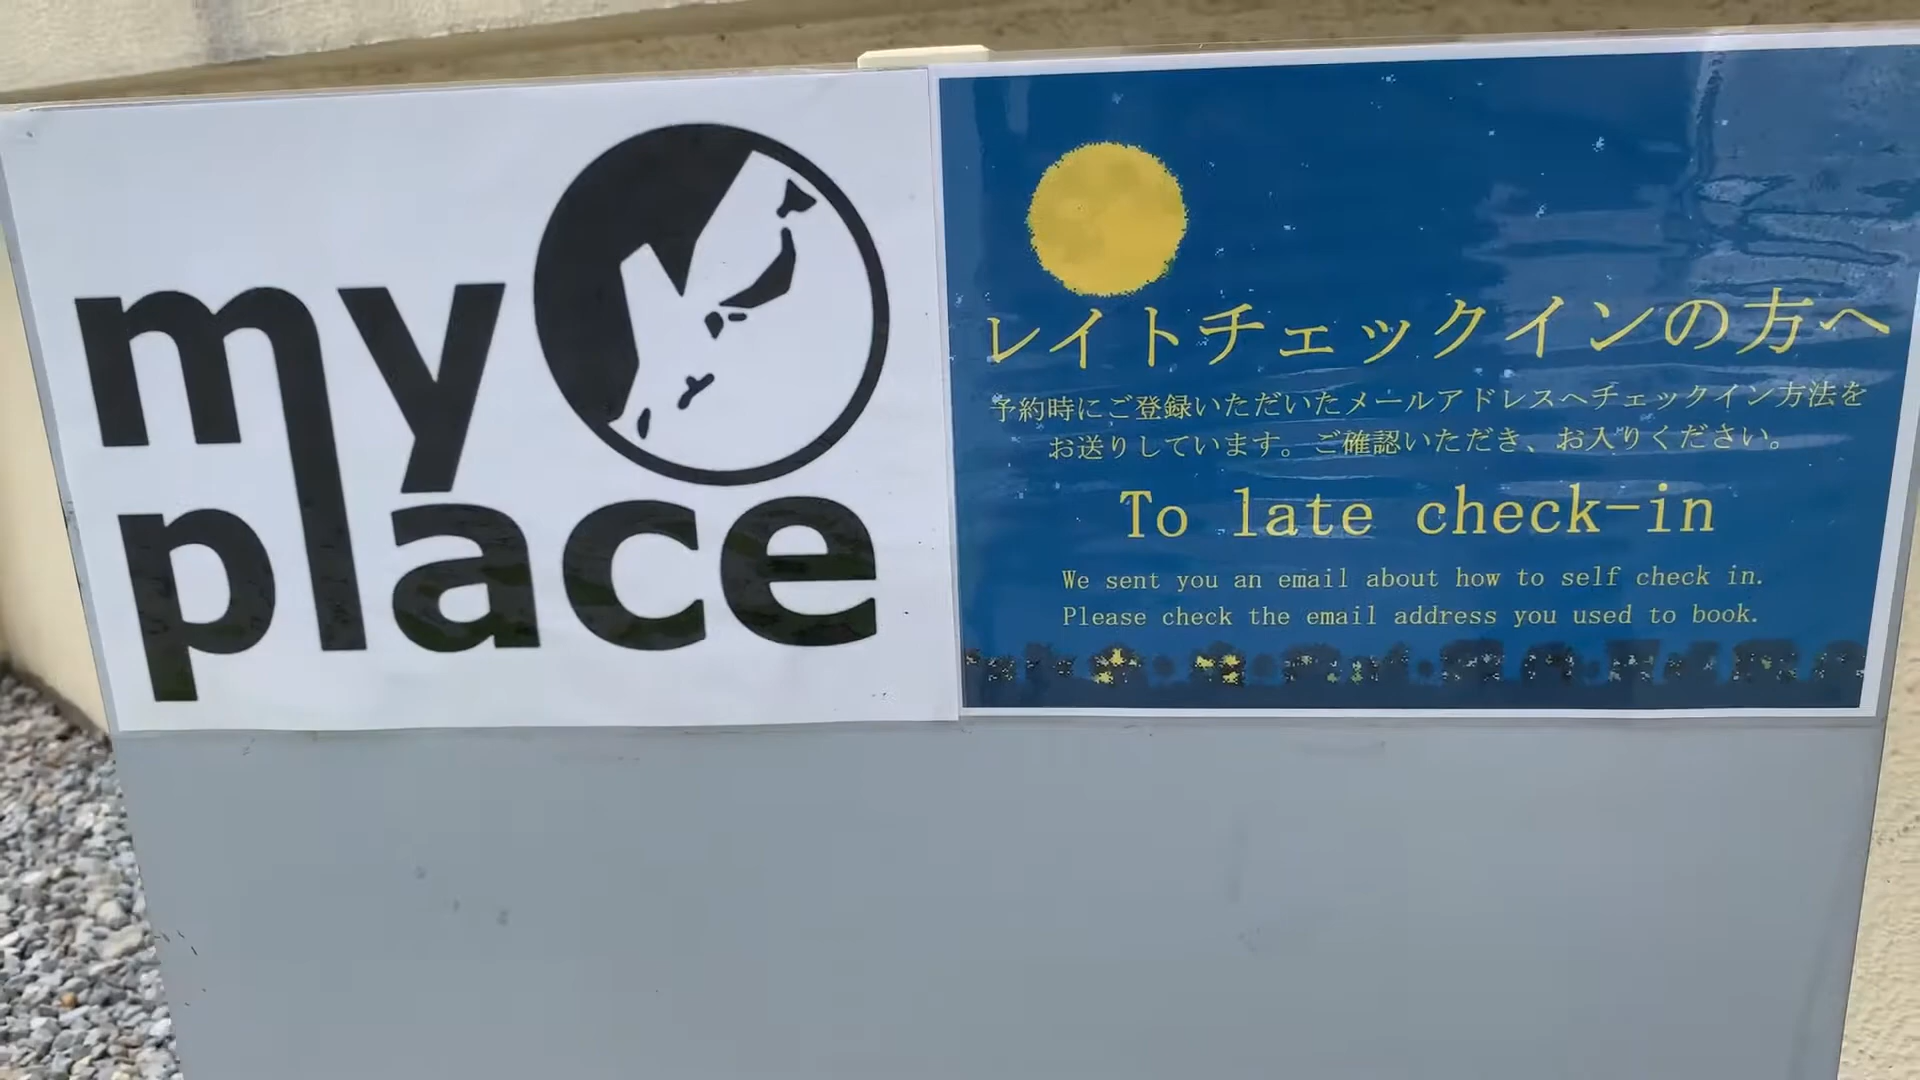 my
place
レイトチェックインの方へ
予約時にご登録いただいたメールアドレスへチェックイン方法を
お送りしています。ご確認いただき、お入りください。
To late check-in
We sent you an email about how to self check in.
Please check the email address you used to book.